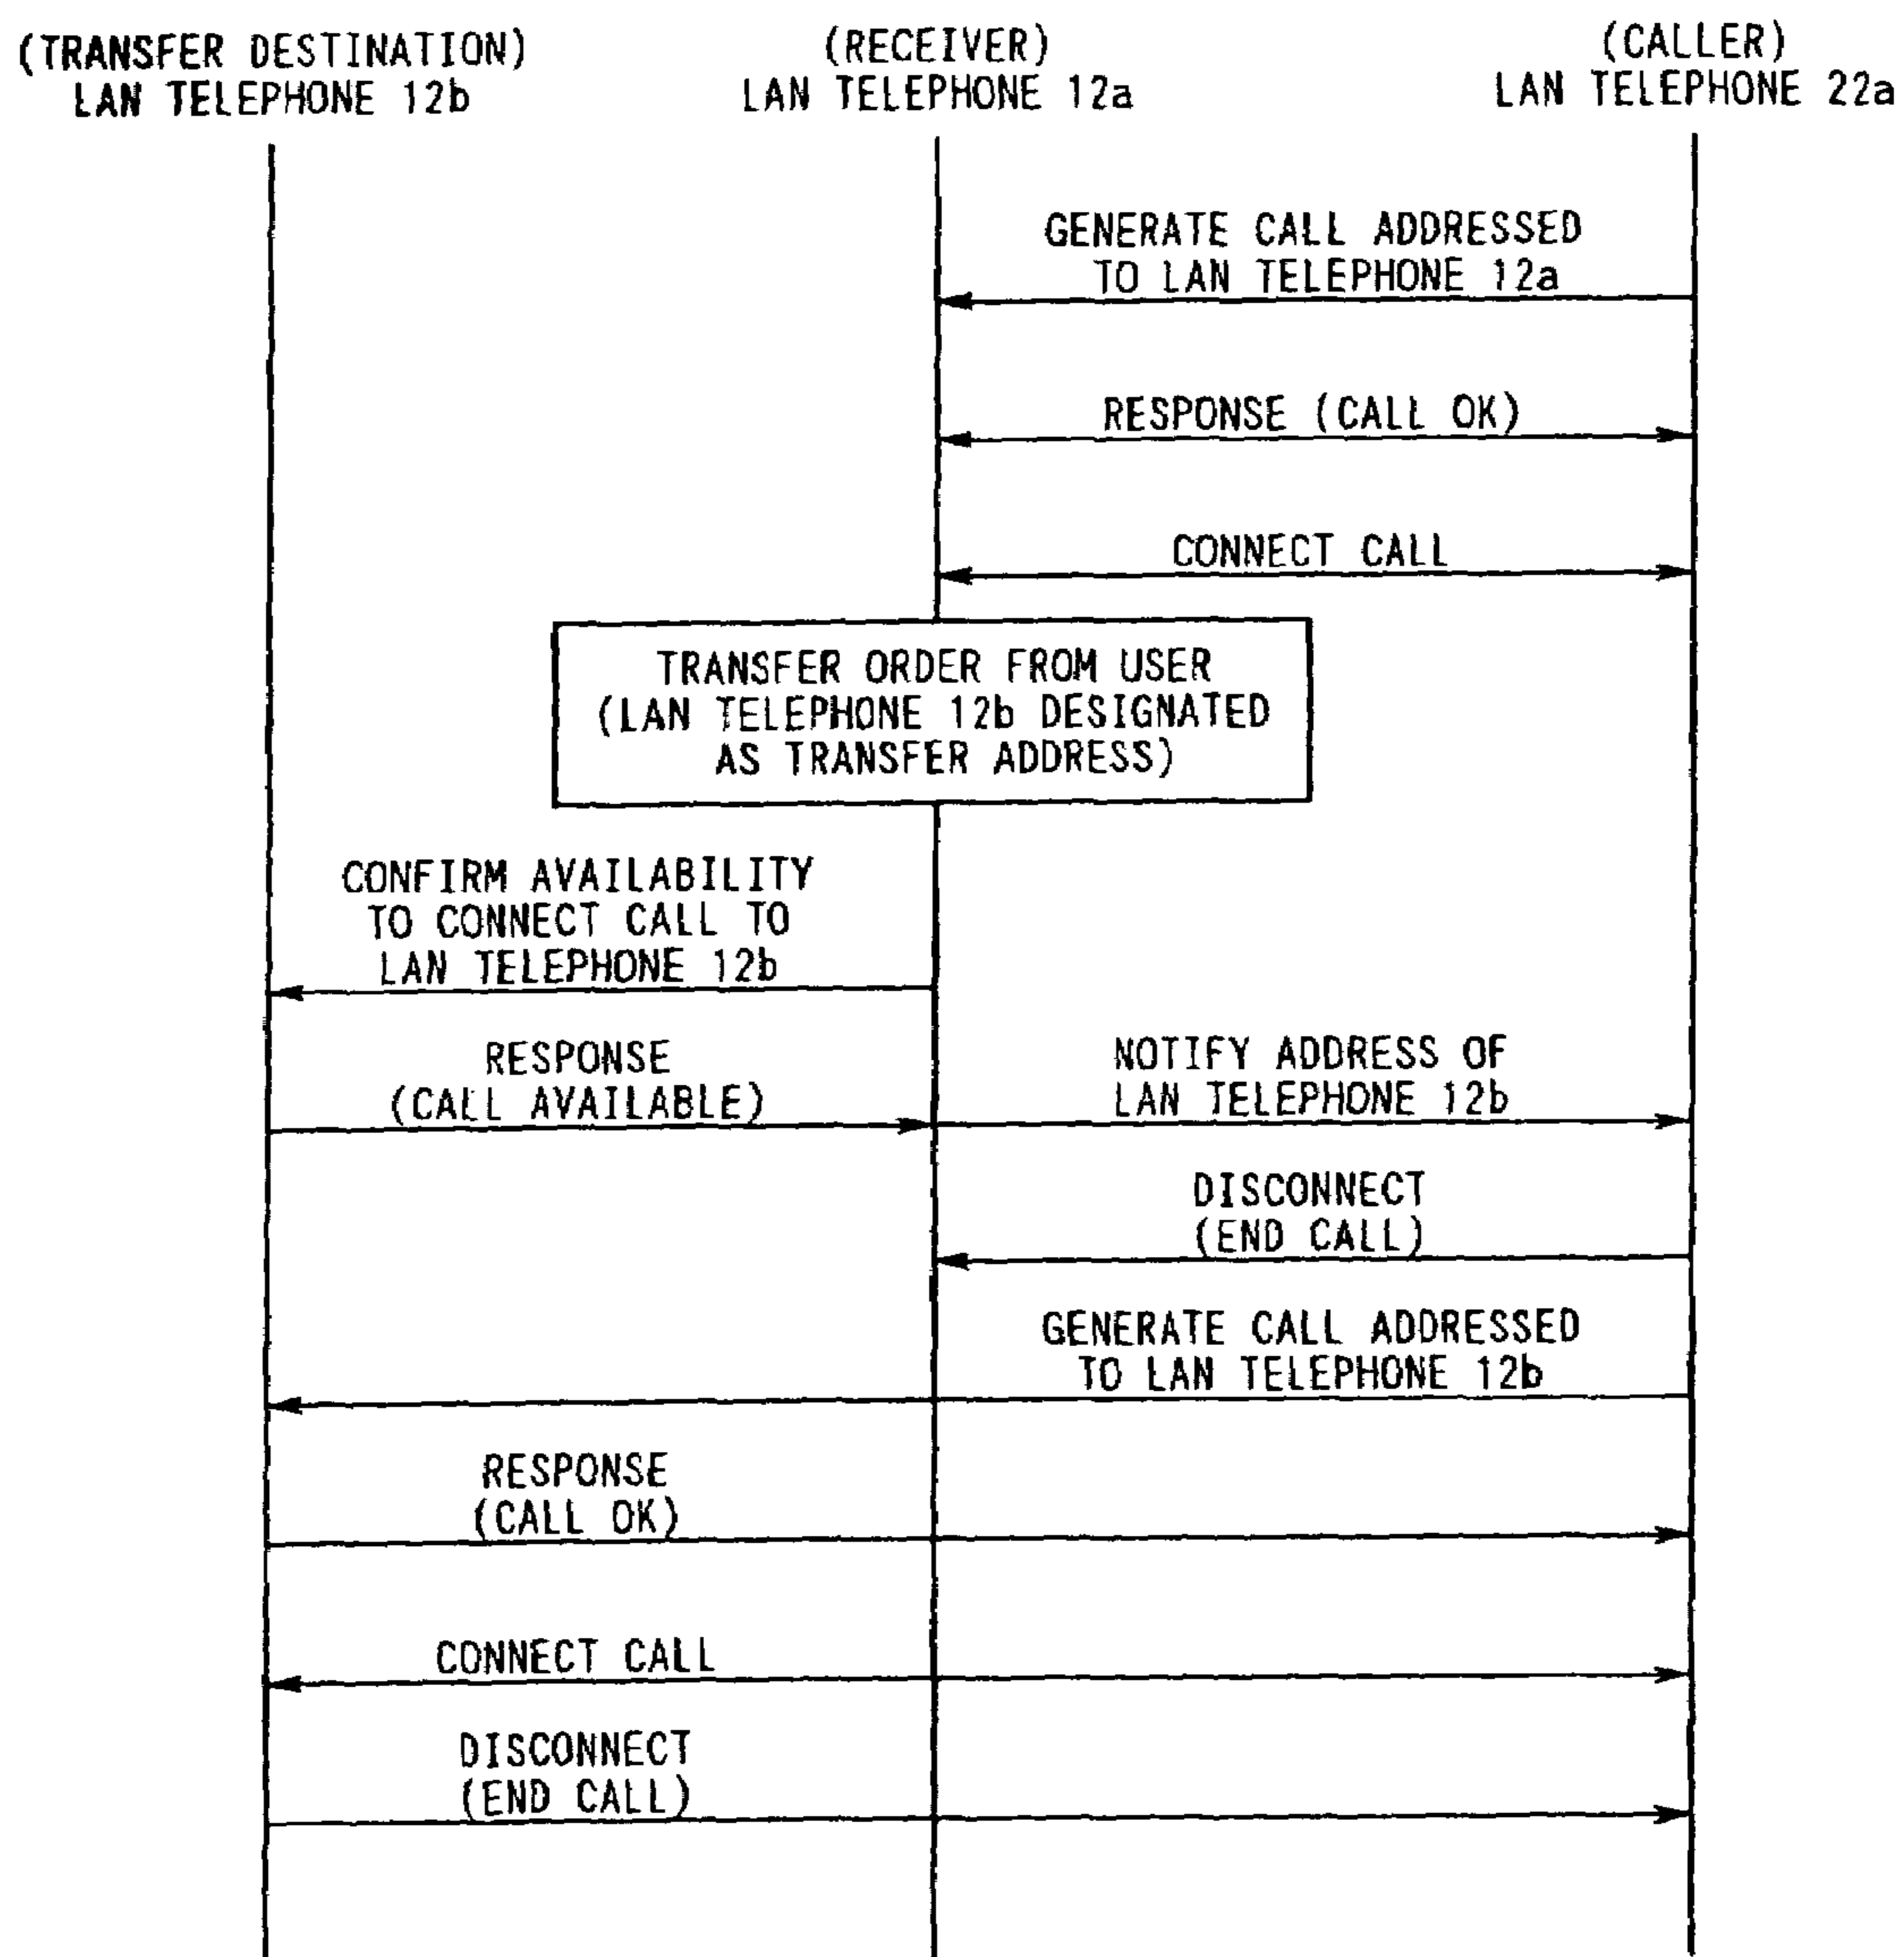 (TRANSFER DESTINATION)
LAN TELEPHONE 12b
(RECEIVER)
LAN TELEPHONE 12a
(CALLER)
LAN TELEPHONE 22a
GENERATE CALL ADDRESSED
TO LAN TELEPHONE 12a
RESPONSE (CALL OK)
CONNECT CALL
TRANSFER ORDER FROM USER
(LAN TELEPHONE 12b DESIGNATED
AS TRANSFER ADDRESS)
CONFIRM AVAILABILITY
TO CONNECT CALL TO
LAN TELEPHONE 12b
RESPONSE
(CALL AVAILABLE)
NOTIFY ADDRESS OF
LAN TELEPHONE 12b
DISCONNECT
(END CALL)
GENERATE CALL ADDRESSED
TO LAN TELEPHONE 12b
RESPONSE
(CALL OK)
CONNECT CALL
DISCONNECT
(END CALL)